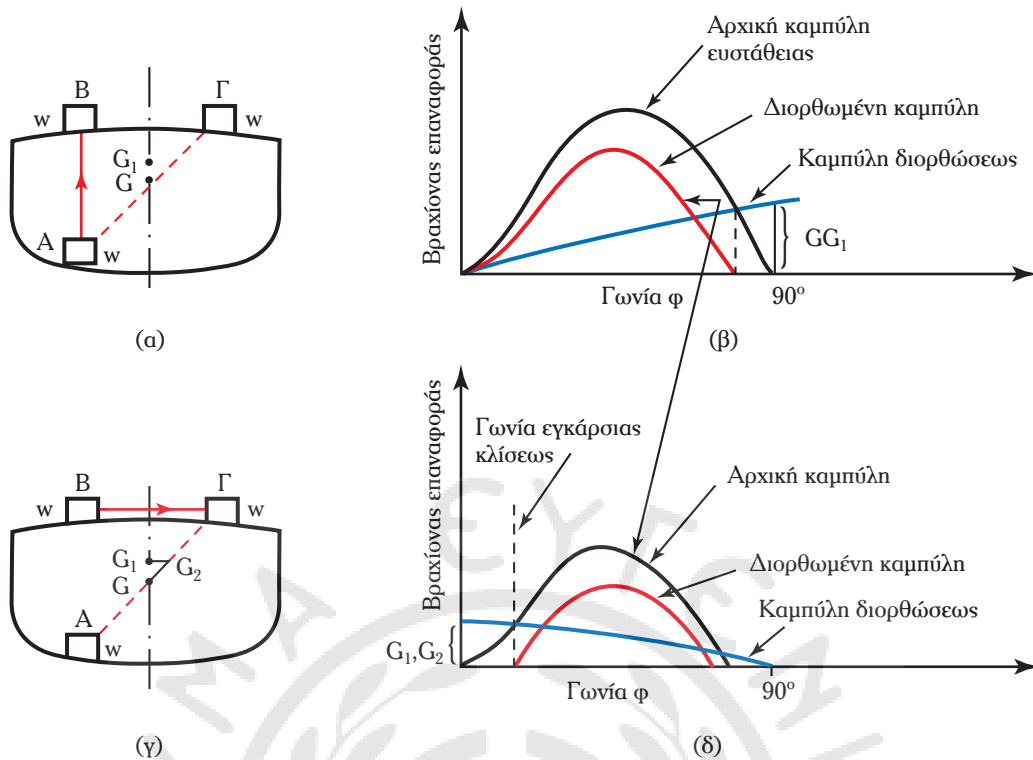 B
Γ
w
w
G₁
G
A
w
(α)
Βραχίονας επαναφοράς
Αρχική καμπύλη
ευστάθειας
Διορθωμένη καμπύλη
Καμπύλη διορθώσεως
GG₁
Γωνία φ
90º
(β)
B
Γ
w
w
G₁
G₂
G
A
w
(γ)
Βραχίονας επαναφοράς
Γωνία εγκάρσιας
κλίσεως
Αρχική καμπύλη
Διορθωμένη καμπύλη
Καμπύλη διορθώσεως
G₁,G₂
Γωνία φ
90º
(δ)